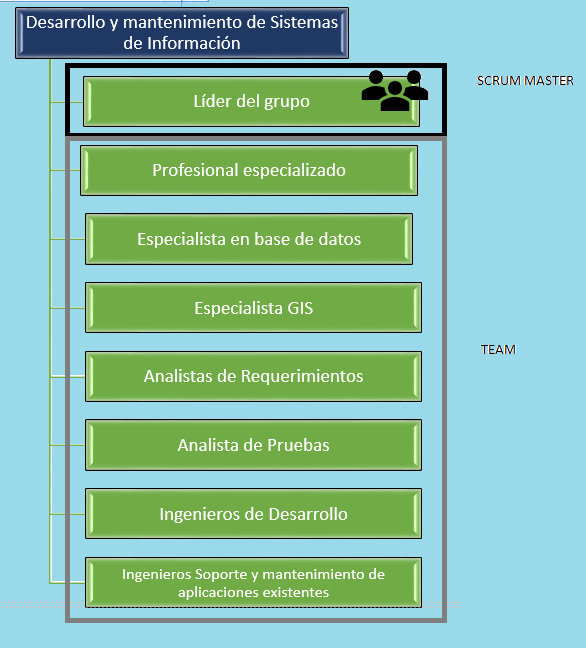 Desarrollo y mantenimiento de Sistemas
de Información
Líder del grupo
SCRUM MASTER
Profesional especializado
Especialista en base de datos
Especialista GIS
TEAM
Analistas de Requerimientos
Analista de Pruebas
Ingenieros de Desarrollo
Ingenieros Soporte y mantenimiento de
aplicaciones existentes